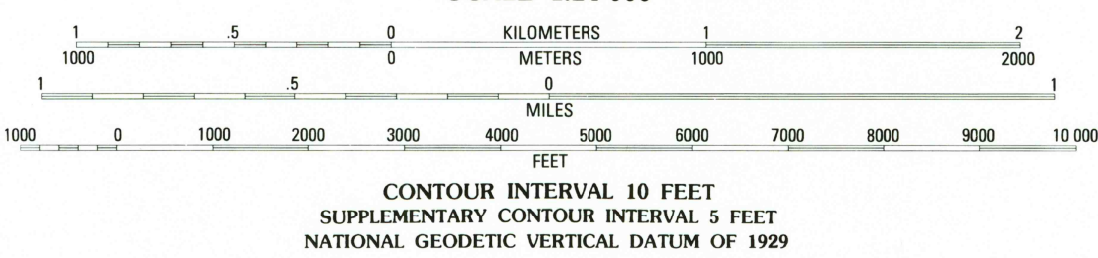 1 .5 0 KILOMETERS 1 2
1000 0 METERS 1000 2000
1 .5 0 1
MILES
1000 0 1000 2000 3000 4000 5000 6000 7000 8000 9000 10 000
FEET
CONTOUR INTERVAL 10 FEET
SUPPLEMENTARY CONTOUR INTERVAL 5 FEET
NATIONAL GEODETIC VERTICAL DATUM OF 1929